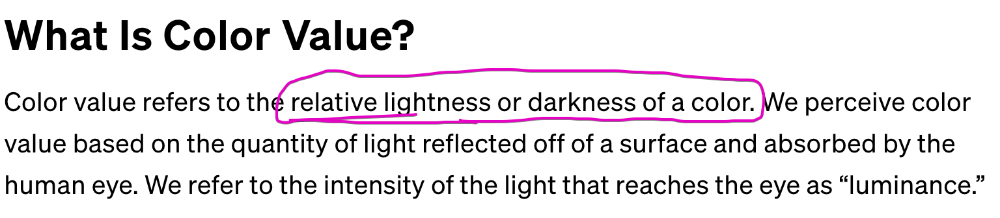 What Is Color Value?
Color value refers to the relative lightness or darkness of a color. We perceive color
value based on the quantity of light reflected off of a surface and absorbed by the
human eye. We refer to the intensity of the light that reaches the eye as “luminance.”